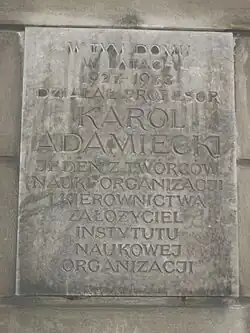 W TYM DOMU
W LATACH
1927-1933
DZIAŁAŁ PROFESOR
KAROL
ADAMIECKI
JEDEN Z TWÓRCÓW
NAUKI ORGANIZACJI
I KIEROWNICTWA
ZAŁOŻYCIEL
INSTYTUTU
NAUKOWEJ
ORGANIZACJI